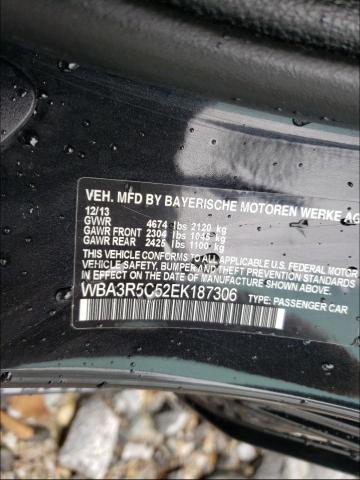 VEH. MFD BY BAYERISCHE MOTOREN WERKE AG
12/13
GVWR 4674 lbs 2120 kg
GAWR FRONT 2304 lbs 1045 kg
GAWR REAR 2425 lbs 1100 kg
THIS VEHICLE CONFORMS TO ALL APPLICABLE U.S. FEDERAL MOTOR
VEHICLE SAFETY, BUMPER, AND THEFT PREVENTION STANDARDS
IN EFFECT ON THE DATE OF MANUFACTURE SHOWN ABOVE.
WBA3R5C52EK187306 TYPE: PASSENGER CAR